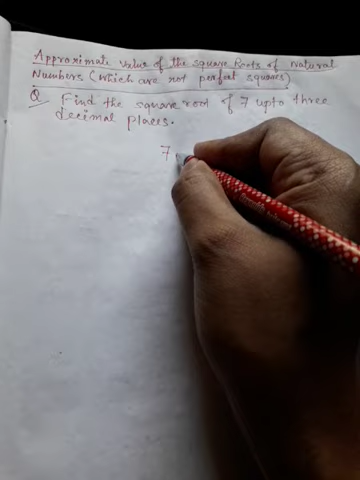 Approximate value of the square Roots of Natural
Numbers (which are not perfect squares)
Q Find the square root of 7 upto three
decimal places.
7